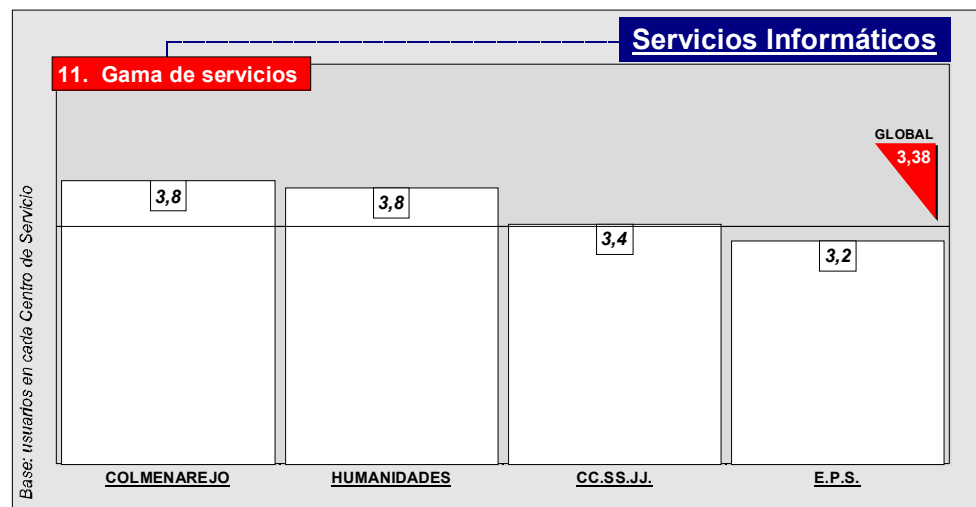 Servicios Informáticos
11. Gama de servicios
GLOBAL
3,38
3,8
3,8
3,4
3,2
Base: usuarios en cada Centro de Servicio
COLMENAREJO
HUMANIDADES
CC.SS.JJ.
E.P.S.